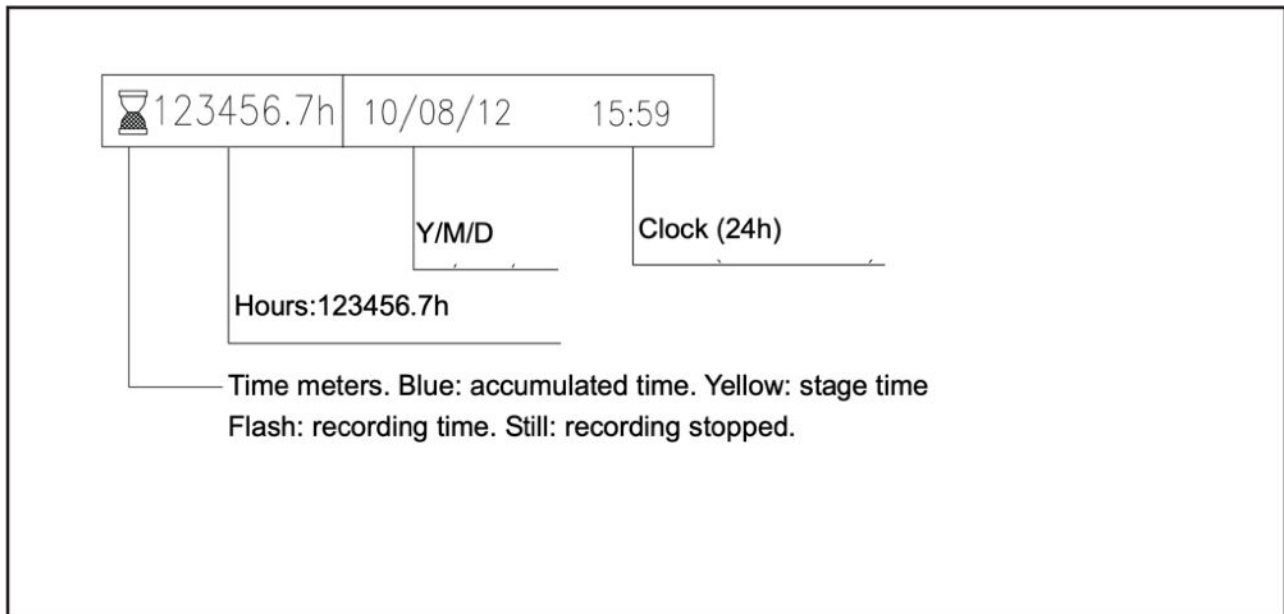 123456.7h 10/08/12 15:59
Y/M/D
Clock (24h)
Hours:123456.7h
Time meters. Blue: accumulated time. Yellow: stage time
Flash: recording time. Still: recording stopped.